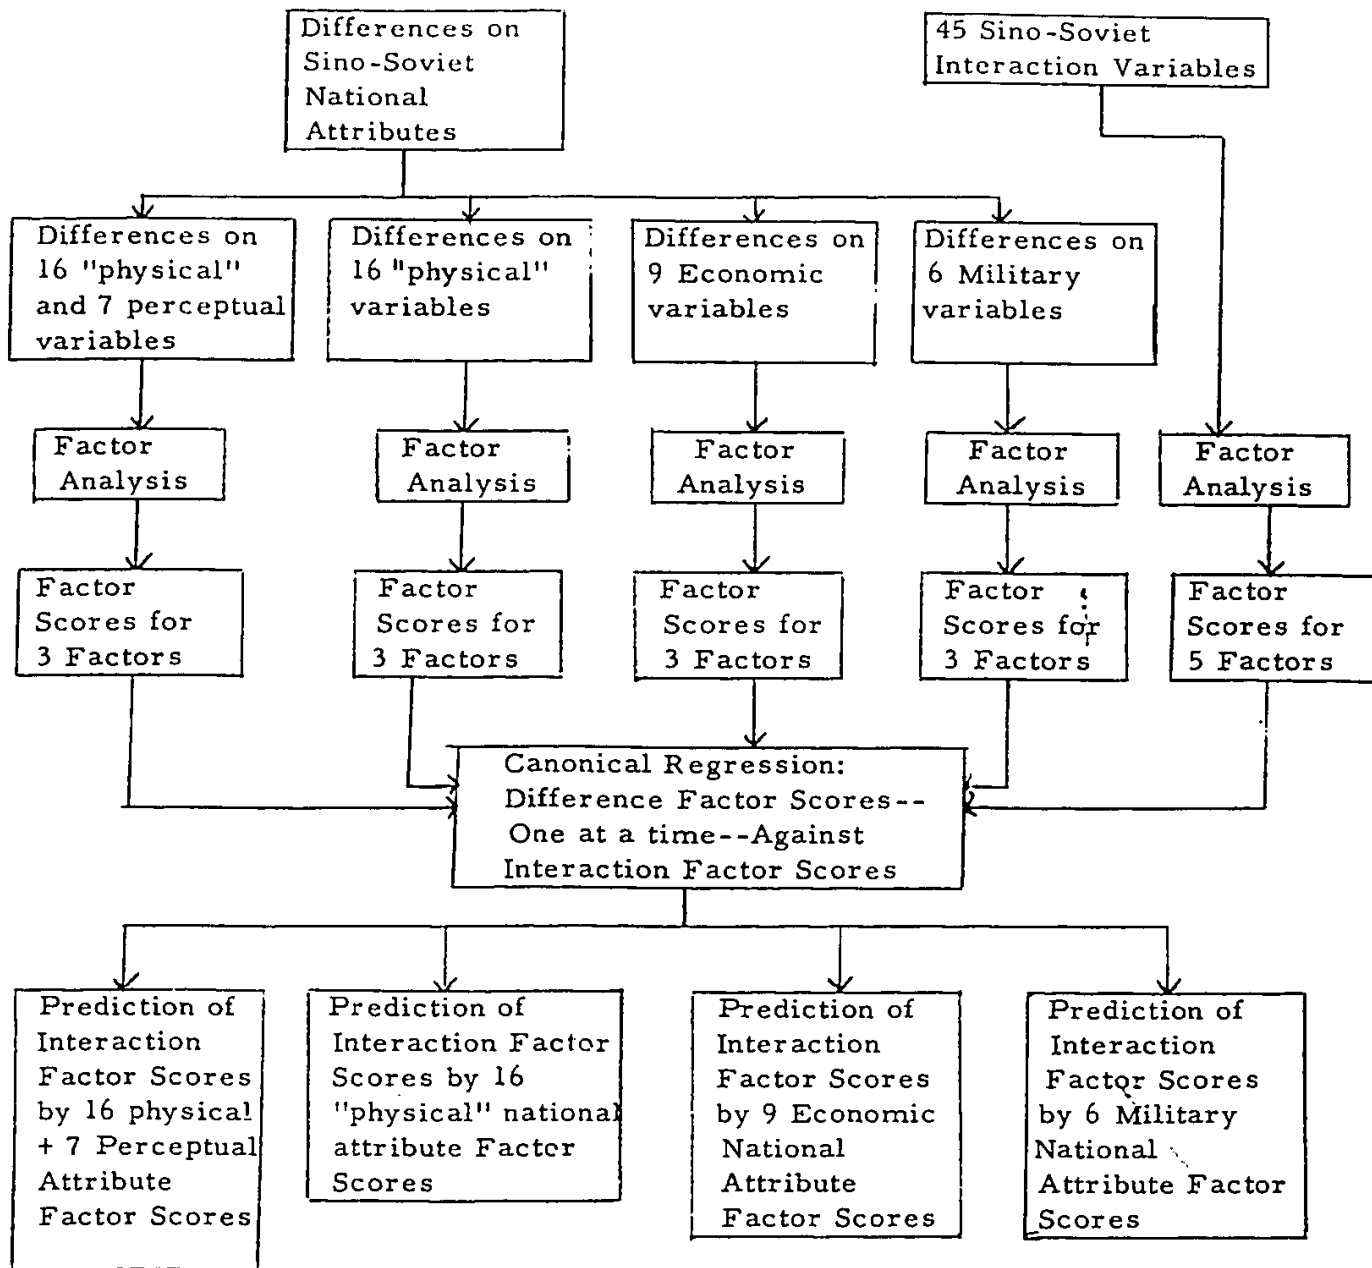 Differences on
Sino-Soviet
National
Attributes
45 Sino-Soviet
Interaction Variables
Differences on
16 "physical"
and 7 perceptual
variables
Differences on
16 "physical"
variables
Differences on
9 Economic
variables
Differences on
6 Military
variables
Factor
Analysis
Factor
Analysis
Factor
Analysis
Factor
Analysis
Factor
Analysis
Factor
Scores for
3 Factors
Factor
Scores for
3 Factors
Factor
Scores for
3 Factors
Factor
Scores for
3 Factors
Factor
Scores for
5 Factors
Canonical Regression:
Difference Factor Scores--
One at a time--Against
Interaction Factor Scores
Prediction of
Interaction
Factor Scores
by 16 physical
+ 7 Perceptual
Attribute
Factor Scores
Prediction of
Interaction Factor
Scores by 16
"physical" national
attribute Factor
Scores
Prediction of
Interaction
Factor Scores
by 9 Economic
National
Attribute
Factor Scores
Prediction of
Interaction
Factor Scores
by 6 Military
National
Attribute Factor
Scores